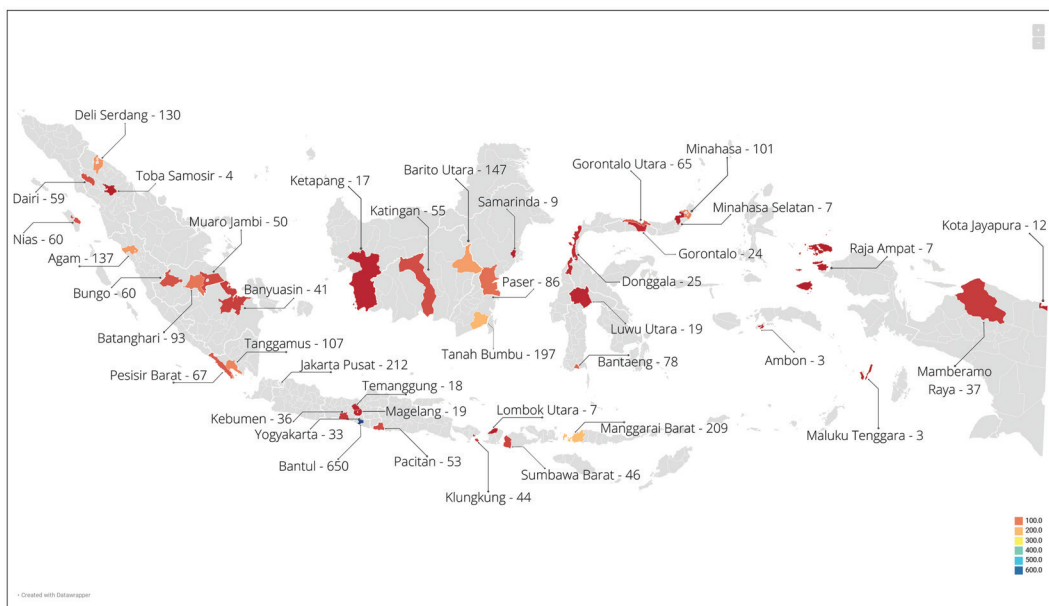 Deli Serdang - 130
Toba Samosir - 4
Dairi - 59
Nias - 60
Muaro Jambi - 50
Agam - 137
Bungo - 60
Banyuasin - 41
Batanghari - 93
Tanggamus - 107
Pesisir Barat - 67
Jakarta Pusat - 212
Temanggung - 18
Kebumen - 36
Magelang - 19
Yogyakarta - 33
Bantul - 650
Pacitan - 53
Klungkung - 44
Lombok Utara - 7
Sumbawa Barat - 46
Manggarai Barat - 209
Ketapang - 17
Katingan - 55
Barito Utara - 147
Samarinda - 9
Paser - 86
Tanah Bumbu - 197
Gorontalo Utara - 65
Minahasa - 101
Minahasa Selatan - 7
Gorontalo - 24
Donggala - 25
Luwu Utara - 19
Bantaeng - 78
Raja Ampat - 7
Kota Jayapura - 12
Ambon - 3
Mamberamo
Raya - 37
Maluku Tenggara - 3
100.0
200.0
300.0
400.0
500.0
600.0
• Created with Datawrapper